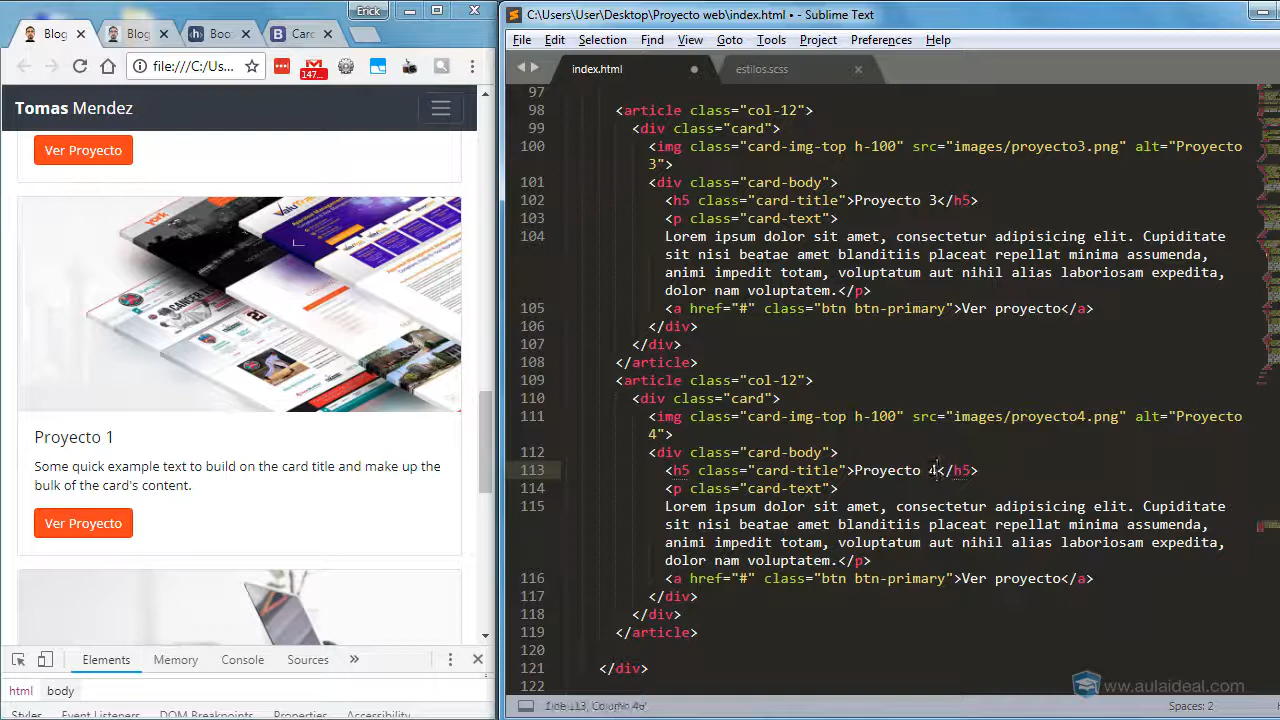 Erick
Blog
Blog
Boo
Card
file:///C:/Us...
147...
Tomas Mendez
Ver Proyecto
Proyecto 1
Some quick example text to build on the card title and make up the
bulk of the card's content.
Ver Proyecto
Elements Memory Console Sources »
html body
Styles Event Listeners DOM Breakpoints Properties Accessibility
C:\Users\User\Desktop\Proyecto web\index.html • - Sublime Text
File Edit Selection Find View Goto Tools Project Preferences Help
index.html estilos.scss
97
98 <article class="col-12">
99 <div class="card">
100 <img class="card-img-top h-100" src="images/proyecto3.png" alt="Proyecto
3">
101 <div class="card-body">
102 <h5 class="card-title">Proyecto 3</h5>
103 <p class="card-text">
104 Lorem ipsum dolor sit amet, consectetur adipisicing elit. Cupiditate
sit nisi beatae amet blanditiis placeat repellat minima assumenda,
animi impedit totam, voluptatum aut nihil alias laboriosam expedita,
dolor nam voluptatem.</p>
105 <a href="#" class="btn btn-primary">Ver proyecto</a>
106 </div>
107 </div>
108 </article>
109 <article class="col-12">
110 <div class="card">
111 <img class="card-img-top h-100" src="images/proyecto4.png" alt="Proyecto
4">
112 <div class="card-body">
113 <h5 class="card-title">Proyecto 4</h5>
114 <p class="card-text">
115 Lorem ipsum dolor sit amet, consectetur adipisicing elit. Cupiditate
sit nisi beatae amet blanditiis placeat repellat minima assumenda,
animi impedit totam, voluptatum aut nihil alias laboriosam expedita,
dolor nam voluptatem.</p>
116 <a href="#" class="btn btn-primary">Ver proyecto</a>
117 </div>
118 </div>
119 </article>
120
121 </div>
122
www.aulaideal.com
Line 113, Column 46
Spaces: 2